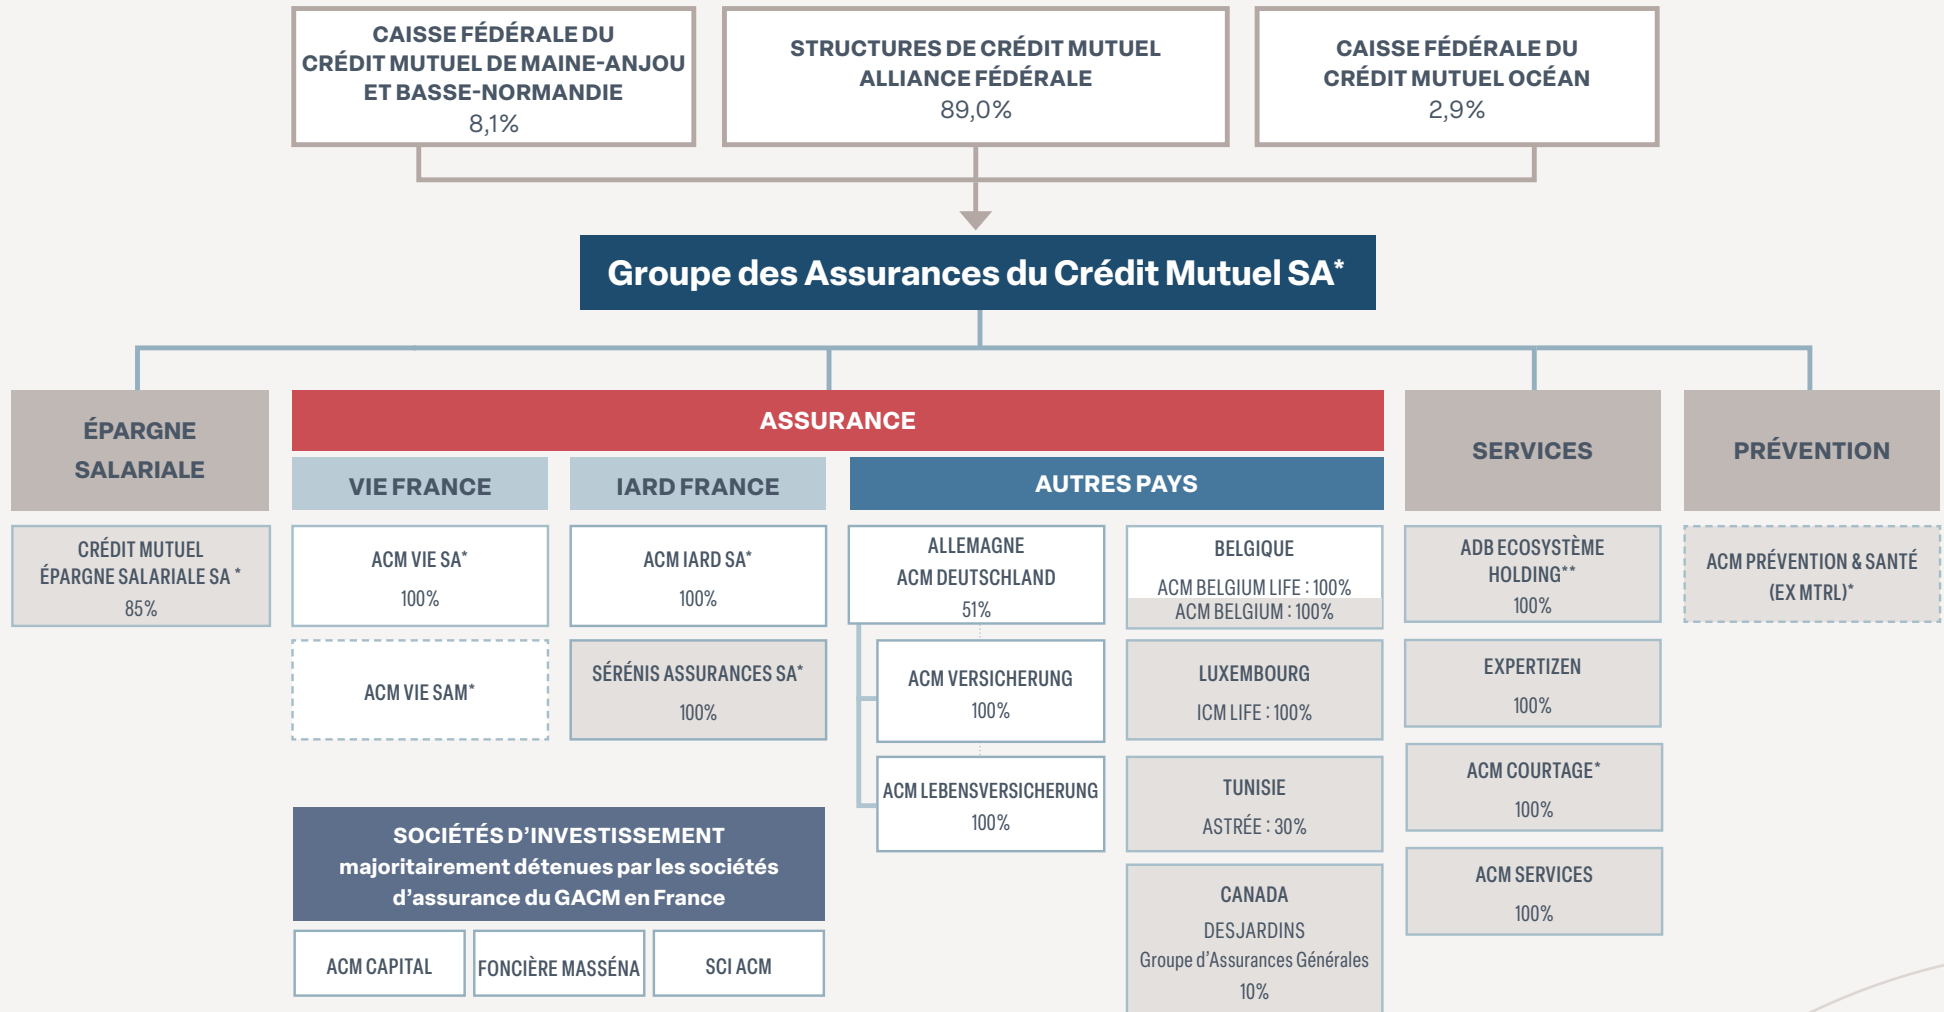 CAISSE FÉDÉRALE DU
CRÉDIT MUTUEL DE MAINE-ANJOU
ET BASSE-NORMANDIE
8,1%
STRUCTURES DE CRÉDIT MUTUEL
ALLIANCE FÉDÉRALE
89,0%
CAISSE FÉDÉRALE DU
CRÉDIT MUTUEL OCÉAN
2,9%
Groupe des Assurances du Crédit Mutuel SA*
ÉPARGNE
SALARIALE
CRÉDIT MUTUEL
ÉPARGNE SALARIALE SA *
85%
ASSURANCE
VIE FRANCE
ACM VIE SA*
100%
ACM VIE SAM*
IARD FRANCE
ACM IARD SA*
100%
SÉRÉNIS ASSURANCES SA*
100%
AUTRES PAYS
ALLEMAGNE
ACM DEUTSCHLAND
51%
ACM VERSICHERUNG
100%
ACM LEBENSVERSICHERUNG
100%
BELGIQUE
ACM BELGIUM LIFE : 100%
ACM BELGIUM : 100%
LUXEMBOURG
ICM LIFE : 100%
TUNISIE
ASTRÉE : 30%
CANADA
DESJARDINS
Groupe d'Assurances Générales
10%
SERVICES
ADB ECOSYSTÈME
HOLDING**
100%
EXPERTIZEN
100%
ACM COURTAGE*
100%
ACM SERVICES
100%
PRÉVENTION
ACM PRÉVENTION & SANTÉ
(EX MTRL)*
SOCIÉTÉS D'INVESTISSEMENT
majoritairement détenues par les sociétés
d'assurance du GACM en France
ACM CAPITAL
FONCIÈRE MASSÉNA
SCI ACM